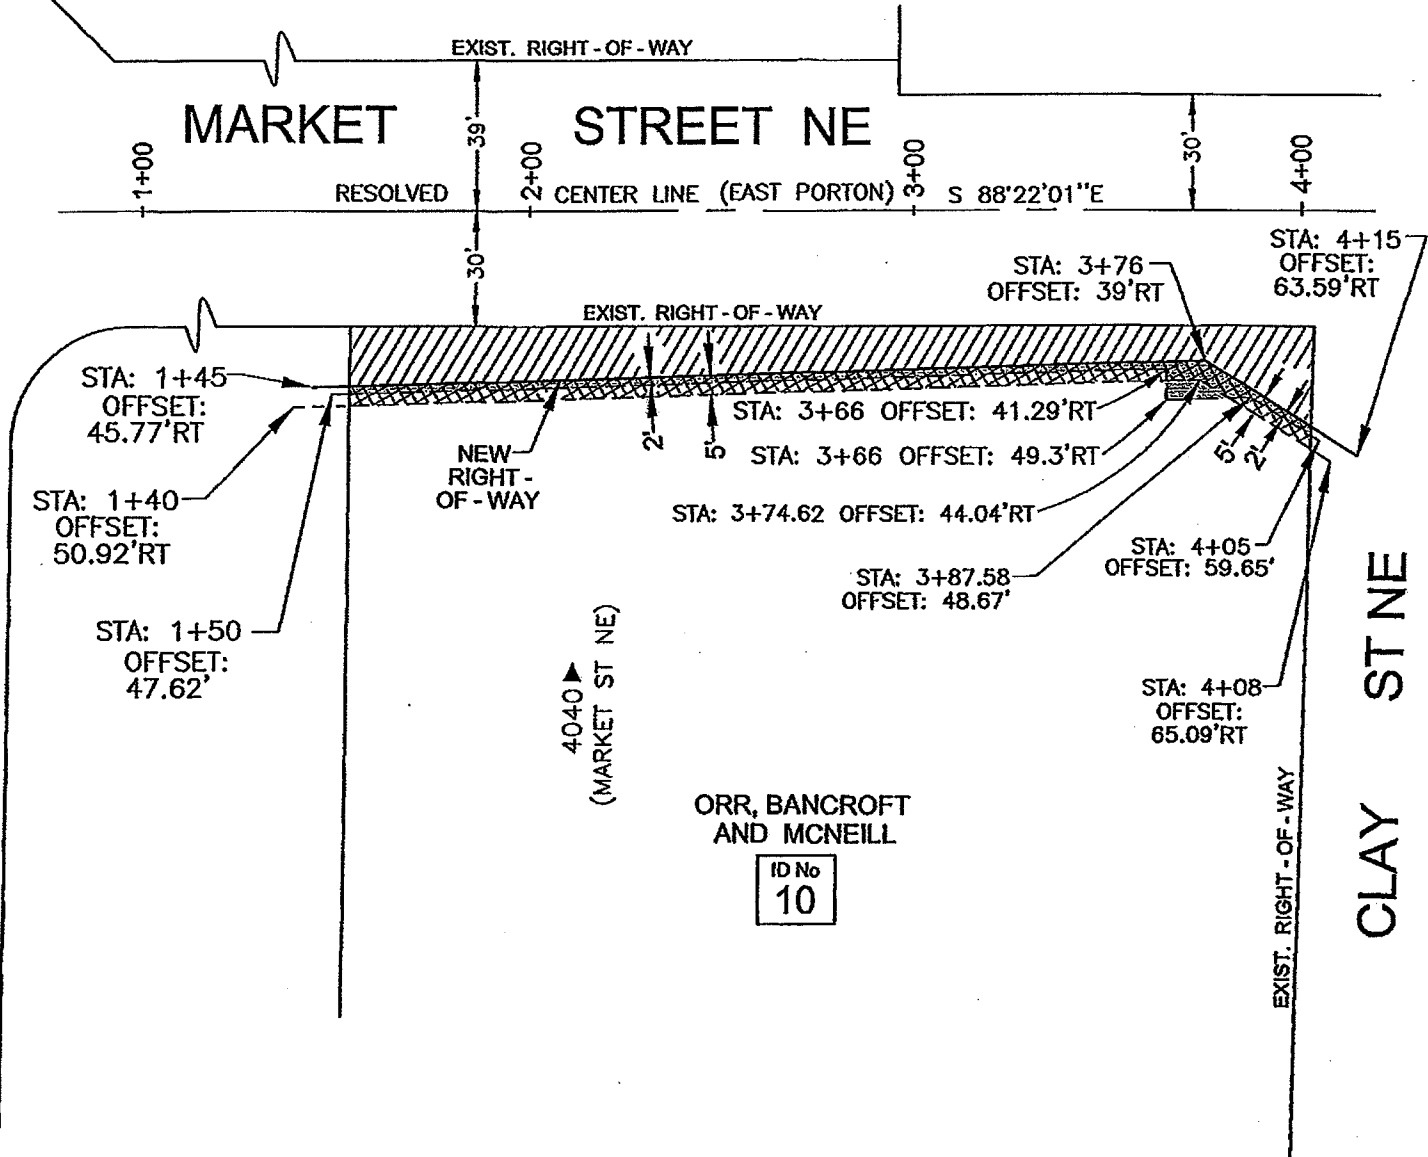 EXIST. RIGHT-OF-WAY
MARKET STREET NE
39'
30'
1+00
2+00
3+00
4+00
RESOLVED CENTER LINE (EAST PORTON) S 88°22'01"E
30'
STA: 4+15
OFFSET:
63.59'RT
STA: 3+76
OFFSET: 39'RT
EXIST. RIGHT-OF-WAY
STA: 1+45
OFFSET:
45.77'RT
STA: 3+66 OFFSET: 41.29'RT
2'
5'
5'
2'
NEW
RIGHT-
OF-WAY
STA: 3+66 OFFSET: 49.3'RT
STA: 1+40
OFFSET:
50.92'RT
STA: 3+74.62 OFFSET: 44.04'RT
STA: 4+05
OFFSET: 59.65'
STA: 3+87.58
OFFSET: 48.67'
STA: 1+50
OFFSET:
47.62'
4040
(MARKET ST NE)
STA: 4+08
OFFSET:
65.09'RT
CLAY ST NE
EXIST. RIGHT-OF-WAY
ORR, BANCROFT
AND MCNEILL
ID No
10